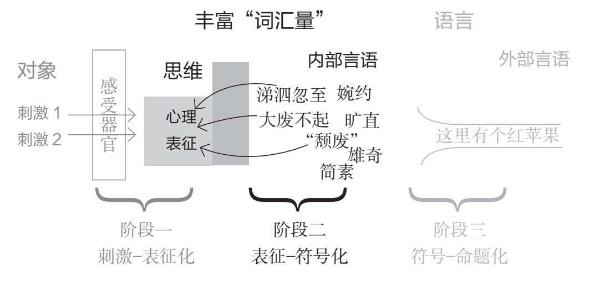 丰富“词汇量”
语言
对象
感受器官
思维
内部言语
外部言语
刺激1
刺激2
心理
表征
涕泗忽至 婉约
大废不起 旷直
“颓废”
雄奇
简素
这里有个红苹果
阶段一
刺激-表征化
阶段二
表征-符号化
阶段三
符号-命题化